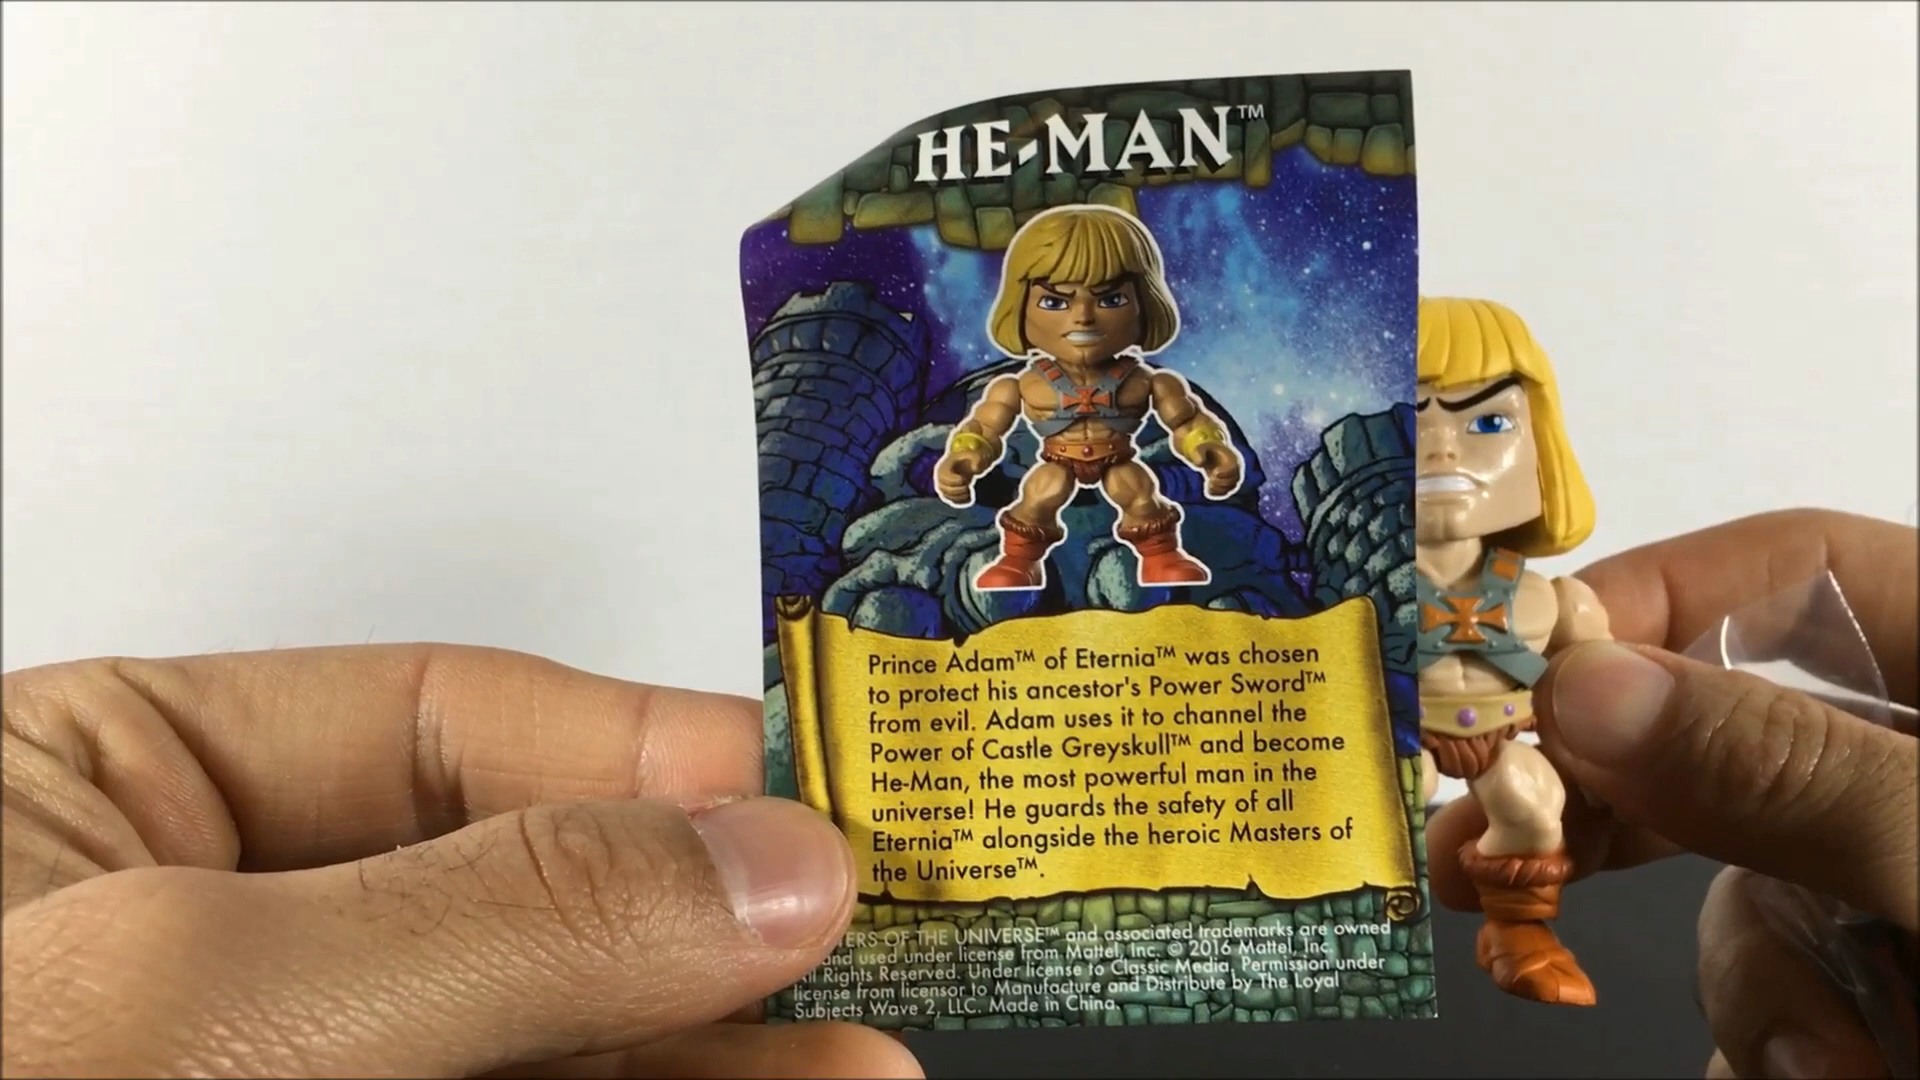 HE-MAN™
Prince Adam™ of Eternia™ was chosen
to protect his ancestor's Power Sword™
from evil. Adam uses it to channel the
Power of Castle Greyskull™ and become
He-Man, the most powerful man in the
universe! He guards the safety of all
Eternia™ alongside the heroic Masters of
the Universe™.
OF THE UNIVERSE™ and associated trademarks are owned
and used under license from Mattel, Inc. © 2016 Mattel, Inc.
All Rights Reserved. Under license to Classic Media. Permission under
license from licensor to Manufacture and Distribute by The Loyal
Subjects Wave 2, LLC. Made in China.